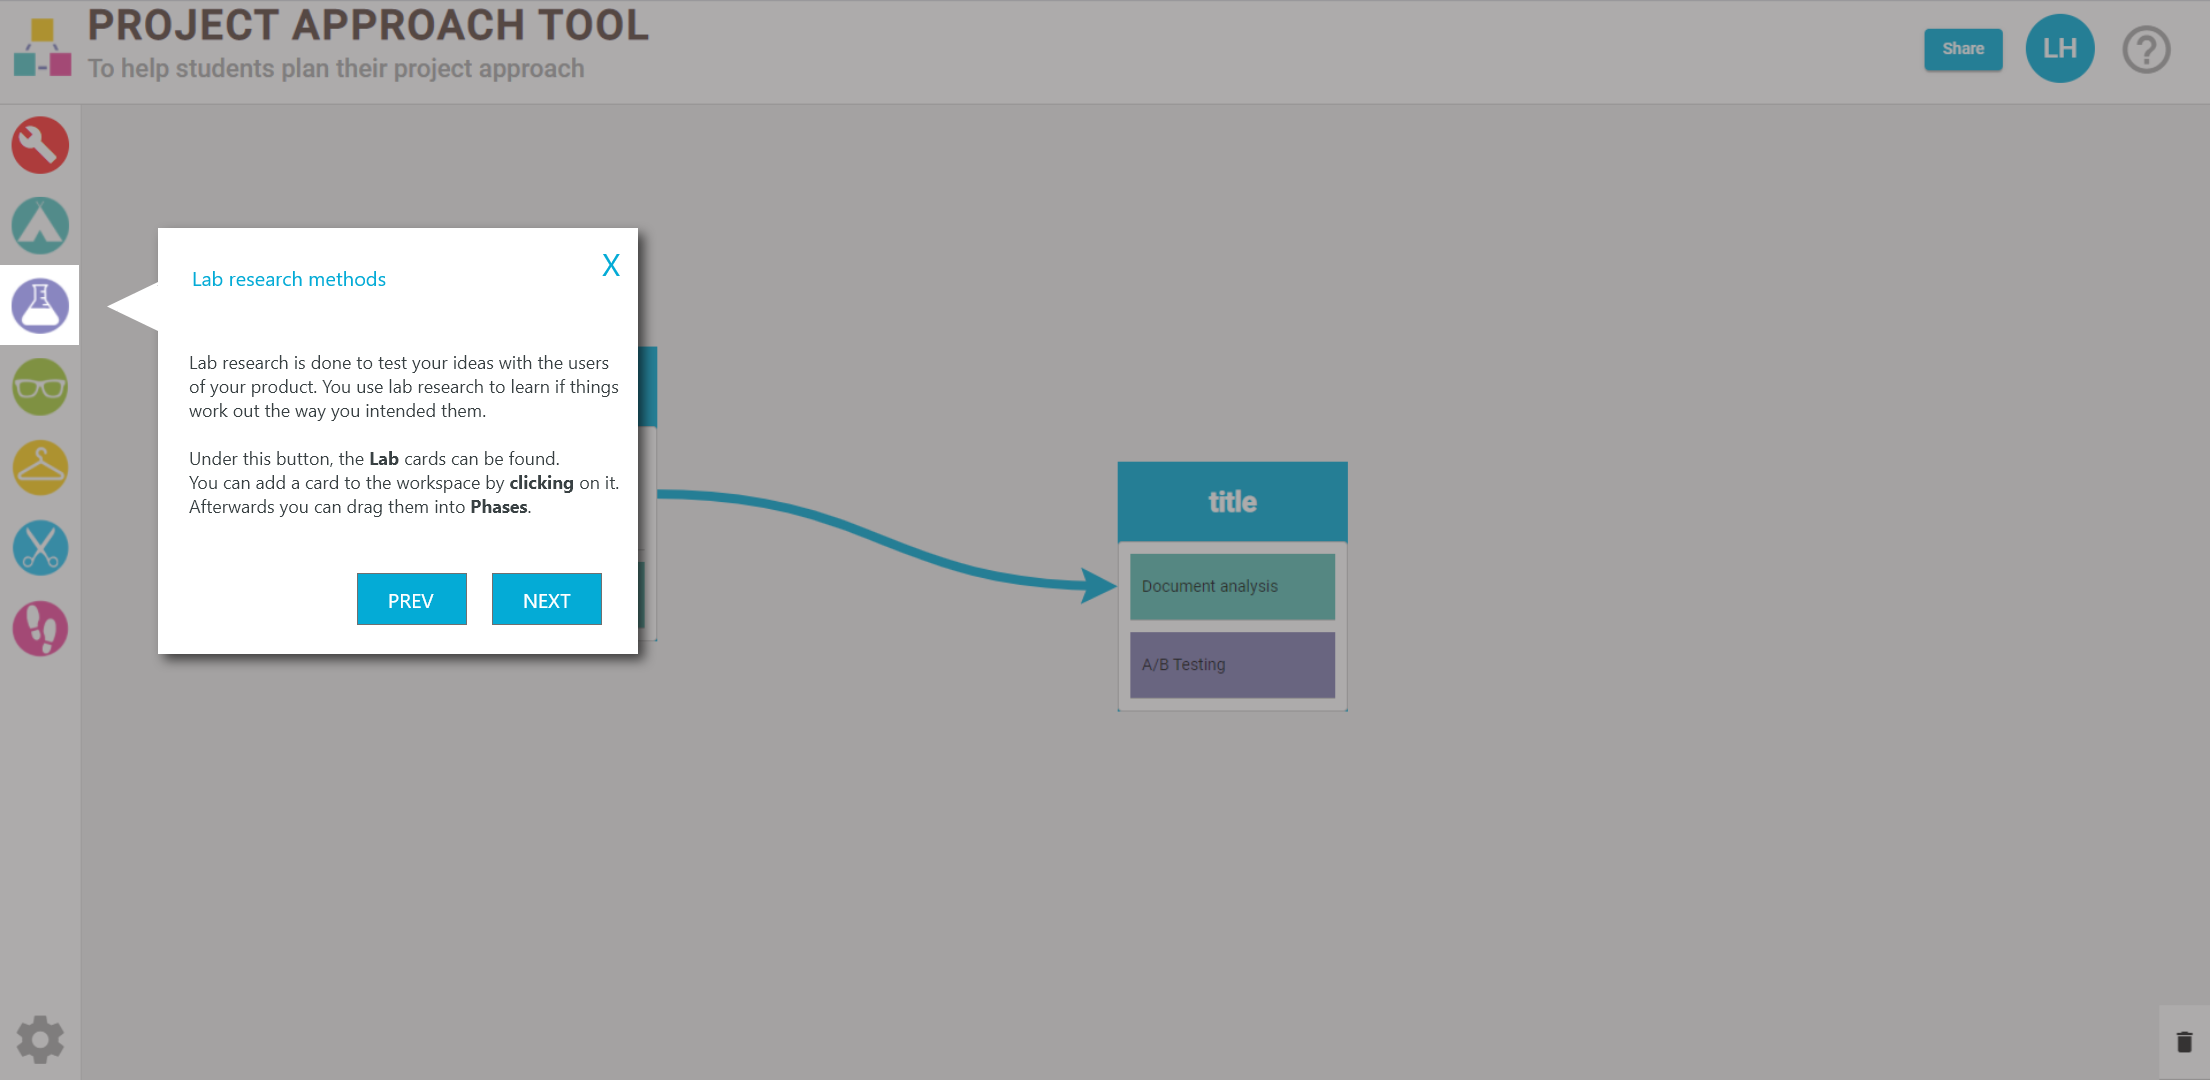 PROJECT APPROACH TOOL
To help students plan their project approach
Share
LH
?
Lab research methods
X
Lab research is done to test your ideas with the users
of your product. You use lab research to learn if things
work out the way you intended them.
Under this button, the Lab cards can be found.
You can add a card to the workspace by clicking on it.
Afterwards you can drag them into Phases.
PREV
NEXT
title
Document analysis
A/B Testing